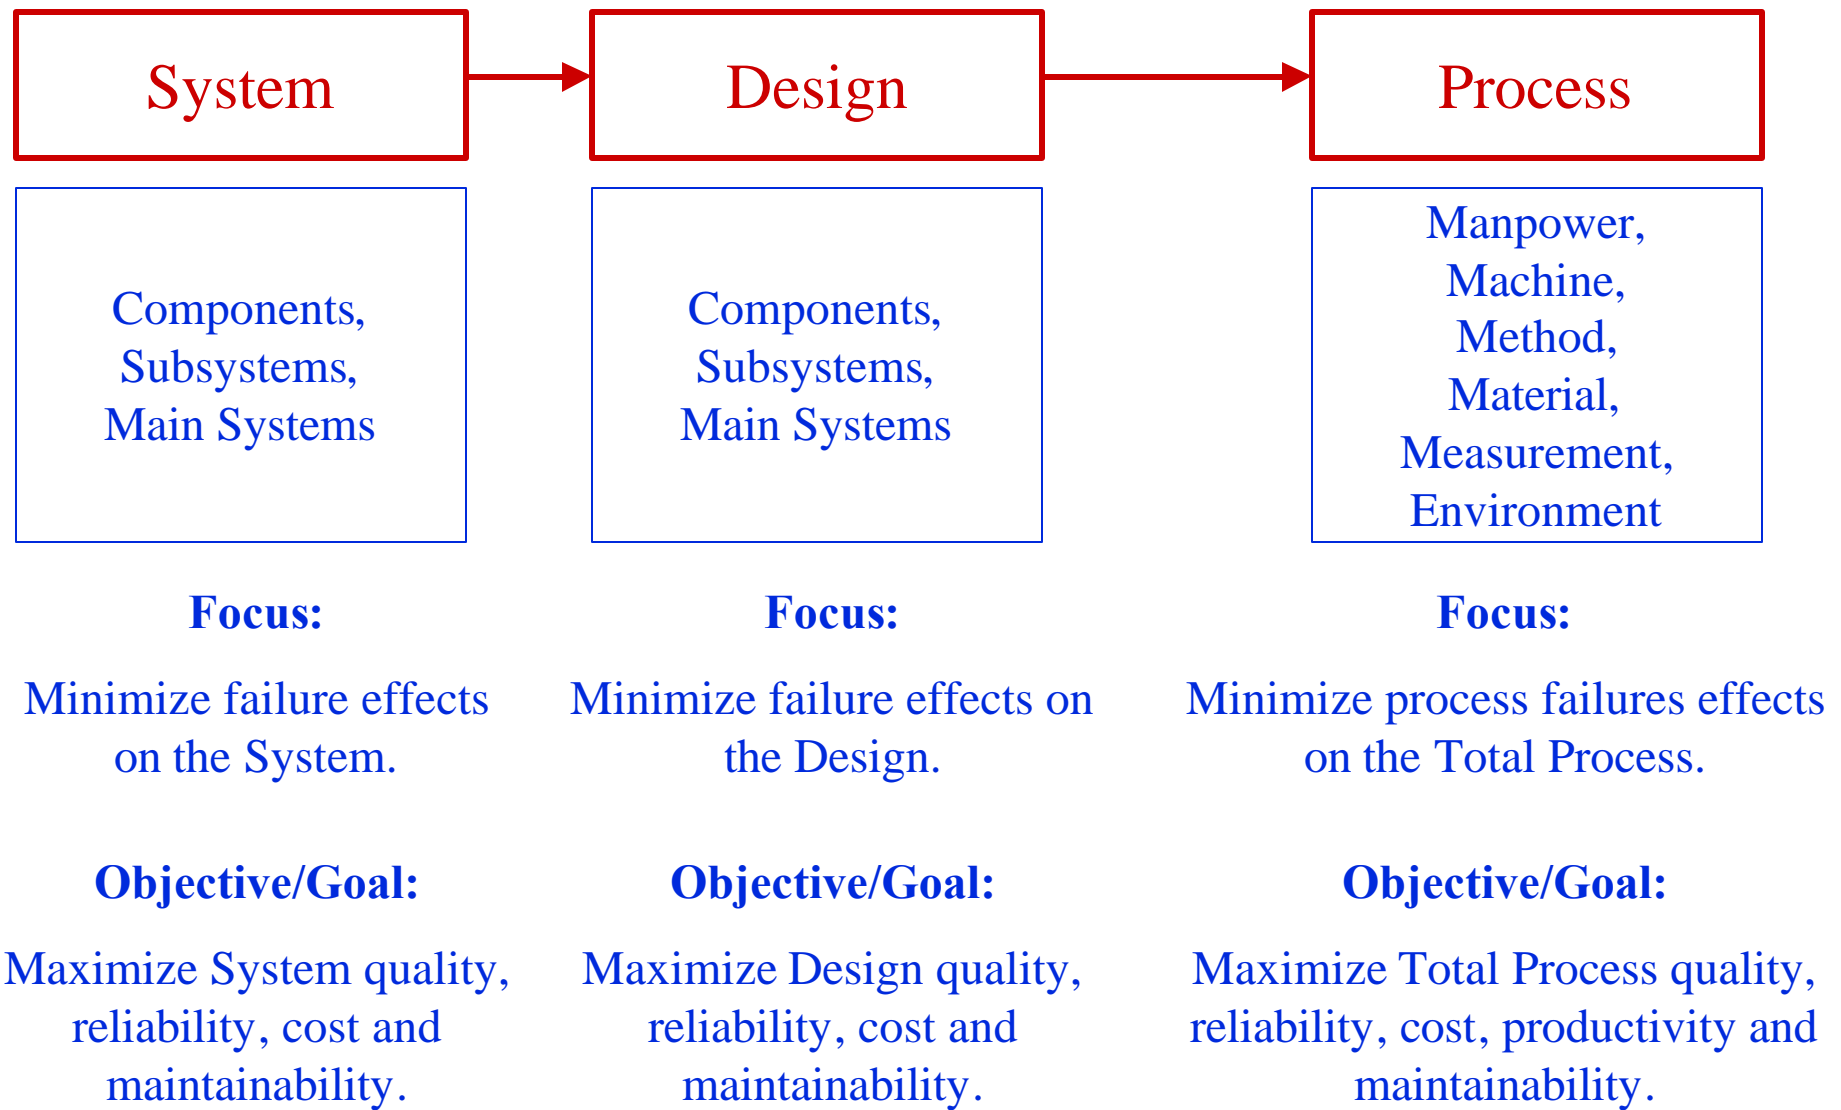 System
Design
Process
Components,
Subsystems,
Main Systems
Components,
Subsystems,
Main Systems
Manpower,
Machine,
Method,
Material,
Measurement,
Environment
Focus:
Minimize failure effects
on the System.
Focus:
Minimize failure effects on
the Design.
Focus:
Minimize process failures effects
on the Total Process.
Objective/Goal:
Maximize System quality,
reliability, cost and
maintainability.
Objective/Goal:
Maximize Design quality,
reliability, cost and
maintainability.
Objective/Goal:
Maximize Total Process quality,
reliability, cost, productivity and
maintainability.